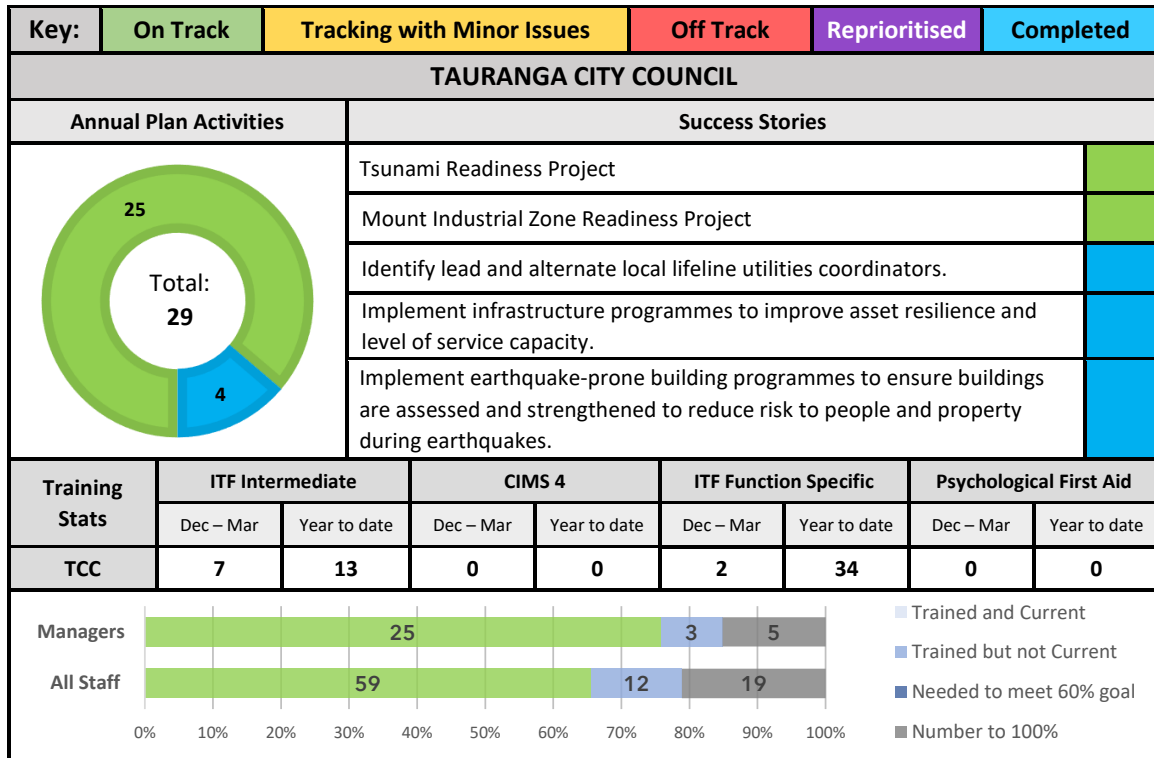 Key: On Track Tracking with Minor Issues Off Track Reprioritised Completed
TAURANGA CITY COUNCIL
Annual Plan Activities Success Stories
25
Total:
29
4
Tsunami Readiness Project
Mount Industrial Zone Readiness Project
Identify lead and alternate local lifeline utilities coordinators.
Implement infrastructure programmes to improve asset resilience and
level of service capacity.
Implement earthquake-prone building programmes to ensure buildings
are assessed and strengthened to reduce risk to people and property
during earthquakes.
Training
Stats
ITF Intermediate CIMS 4 ITF Function Specific Psychological First Aid
Dec – Mar Year to date Dec – Mar Year to date Dec – Mar Year to date Dec – Mar Year to date
TCC 7 13 0 0 2 34 0 0
Managers 25 3 5
All Staff 59 12 19
0% 10% 20% 30% 40% 50% 60% 70% 80% 90% 100%
Trained and Current
Trained but not Current
Needed to meet 60% goal
Number to 100%